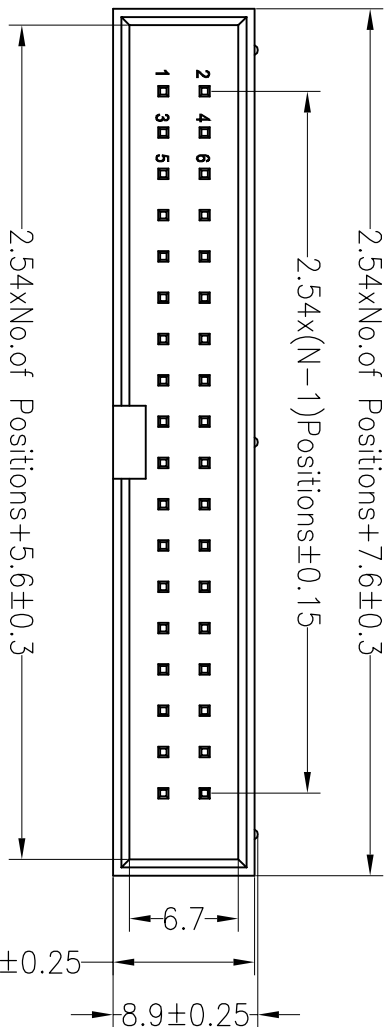 2.54xNo.of Positions+7.6±0.3
2.54x(N-1)Positions±0.15
2 4 6
1 3 5
2.54xNo.of Positions+5.6±0.3
6.7
±0.25
8.9±0.25